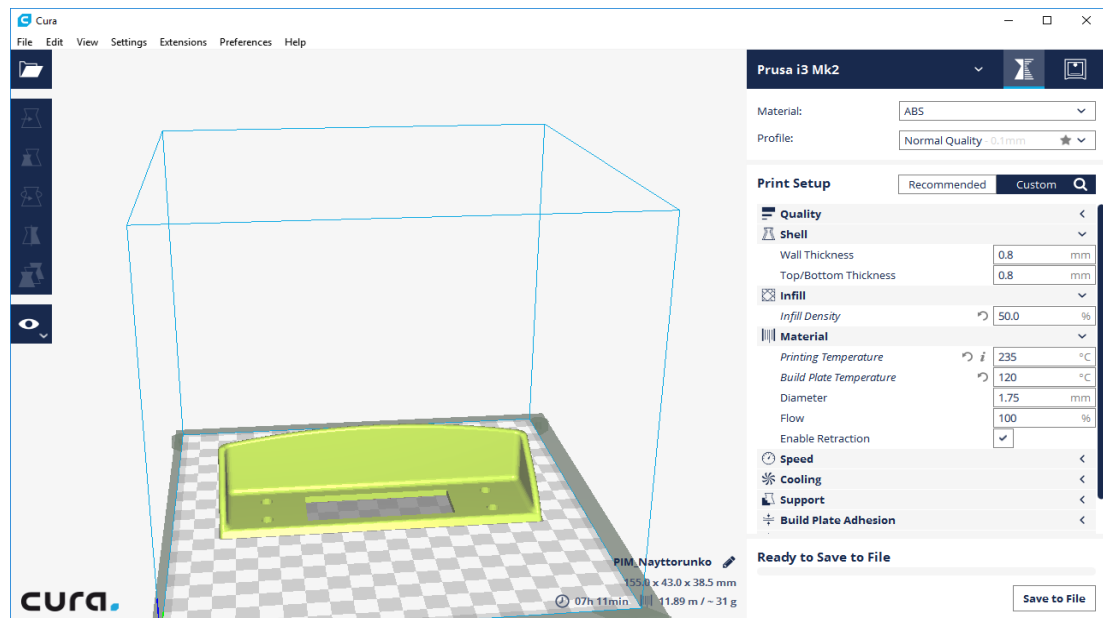 Cura
File Edit View Settings Extensions Preferences Help
Prusa i3 Mk2
Material: ABS
Profile: Normal Quality - 0.1mm
Print Setup Recommended Custom
Quality
Shell
Wall Thickness 0.8 mm
Top/Bottom Thickness 0.8 mm
Infill
Infill Density 50.0 %
Material
Printing Temperature i 235 °C
Build Plate Temperature 120 °C
Diameter 1.75 mm
Flow 100 %
Enable Retraction
Speed
Cooling
Support
Build Plate Adhesion
PIM_Nayttorunko
155.0 x 43.0 x 38.5 mm
07h 11min 11.89 m / ~ 31 g
cura.
Ready to Save to File
Save to File